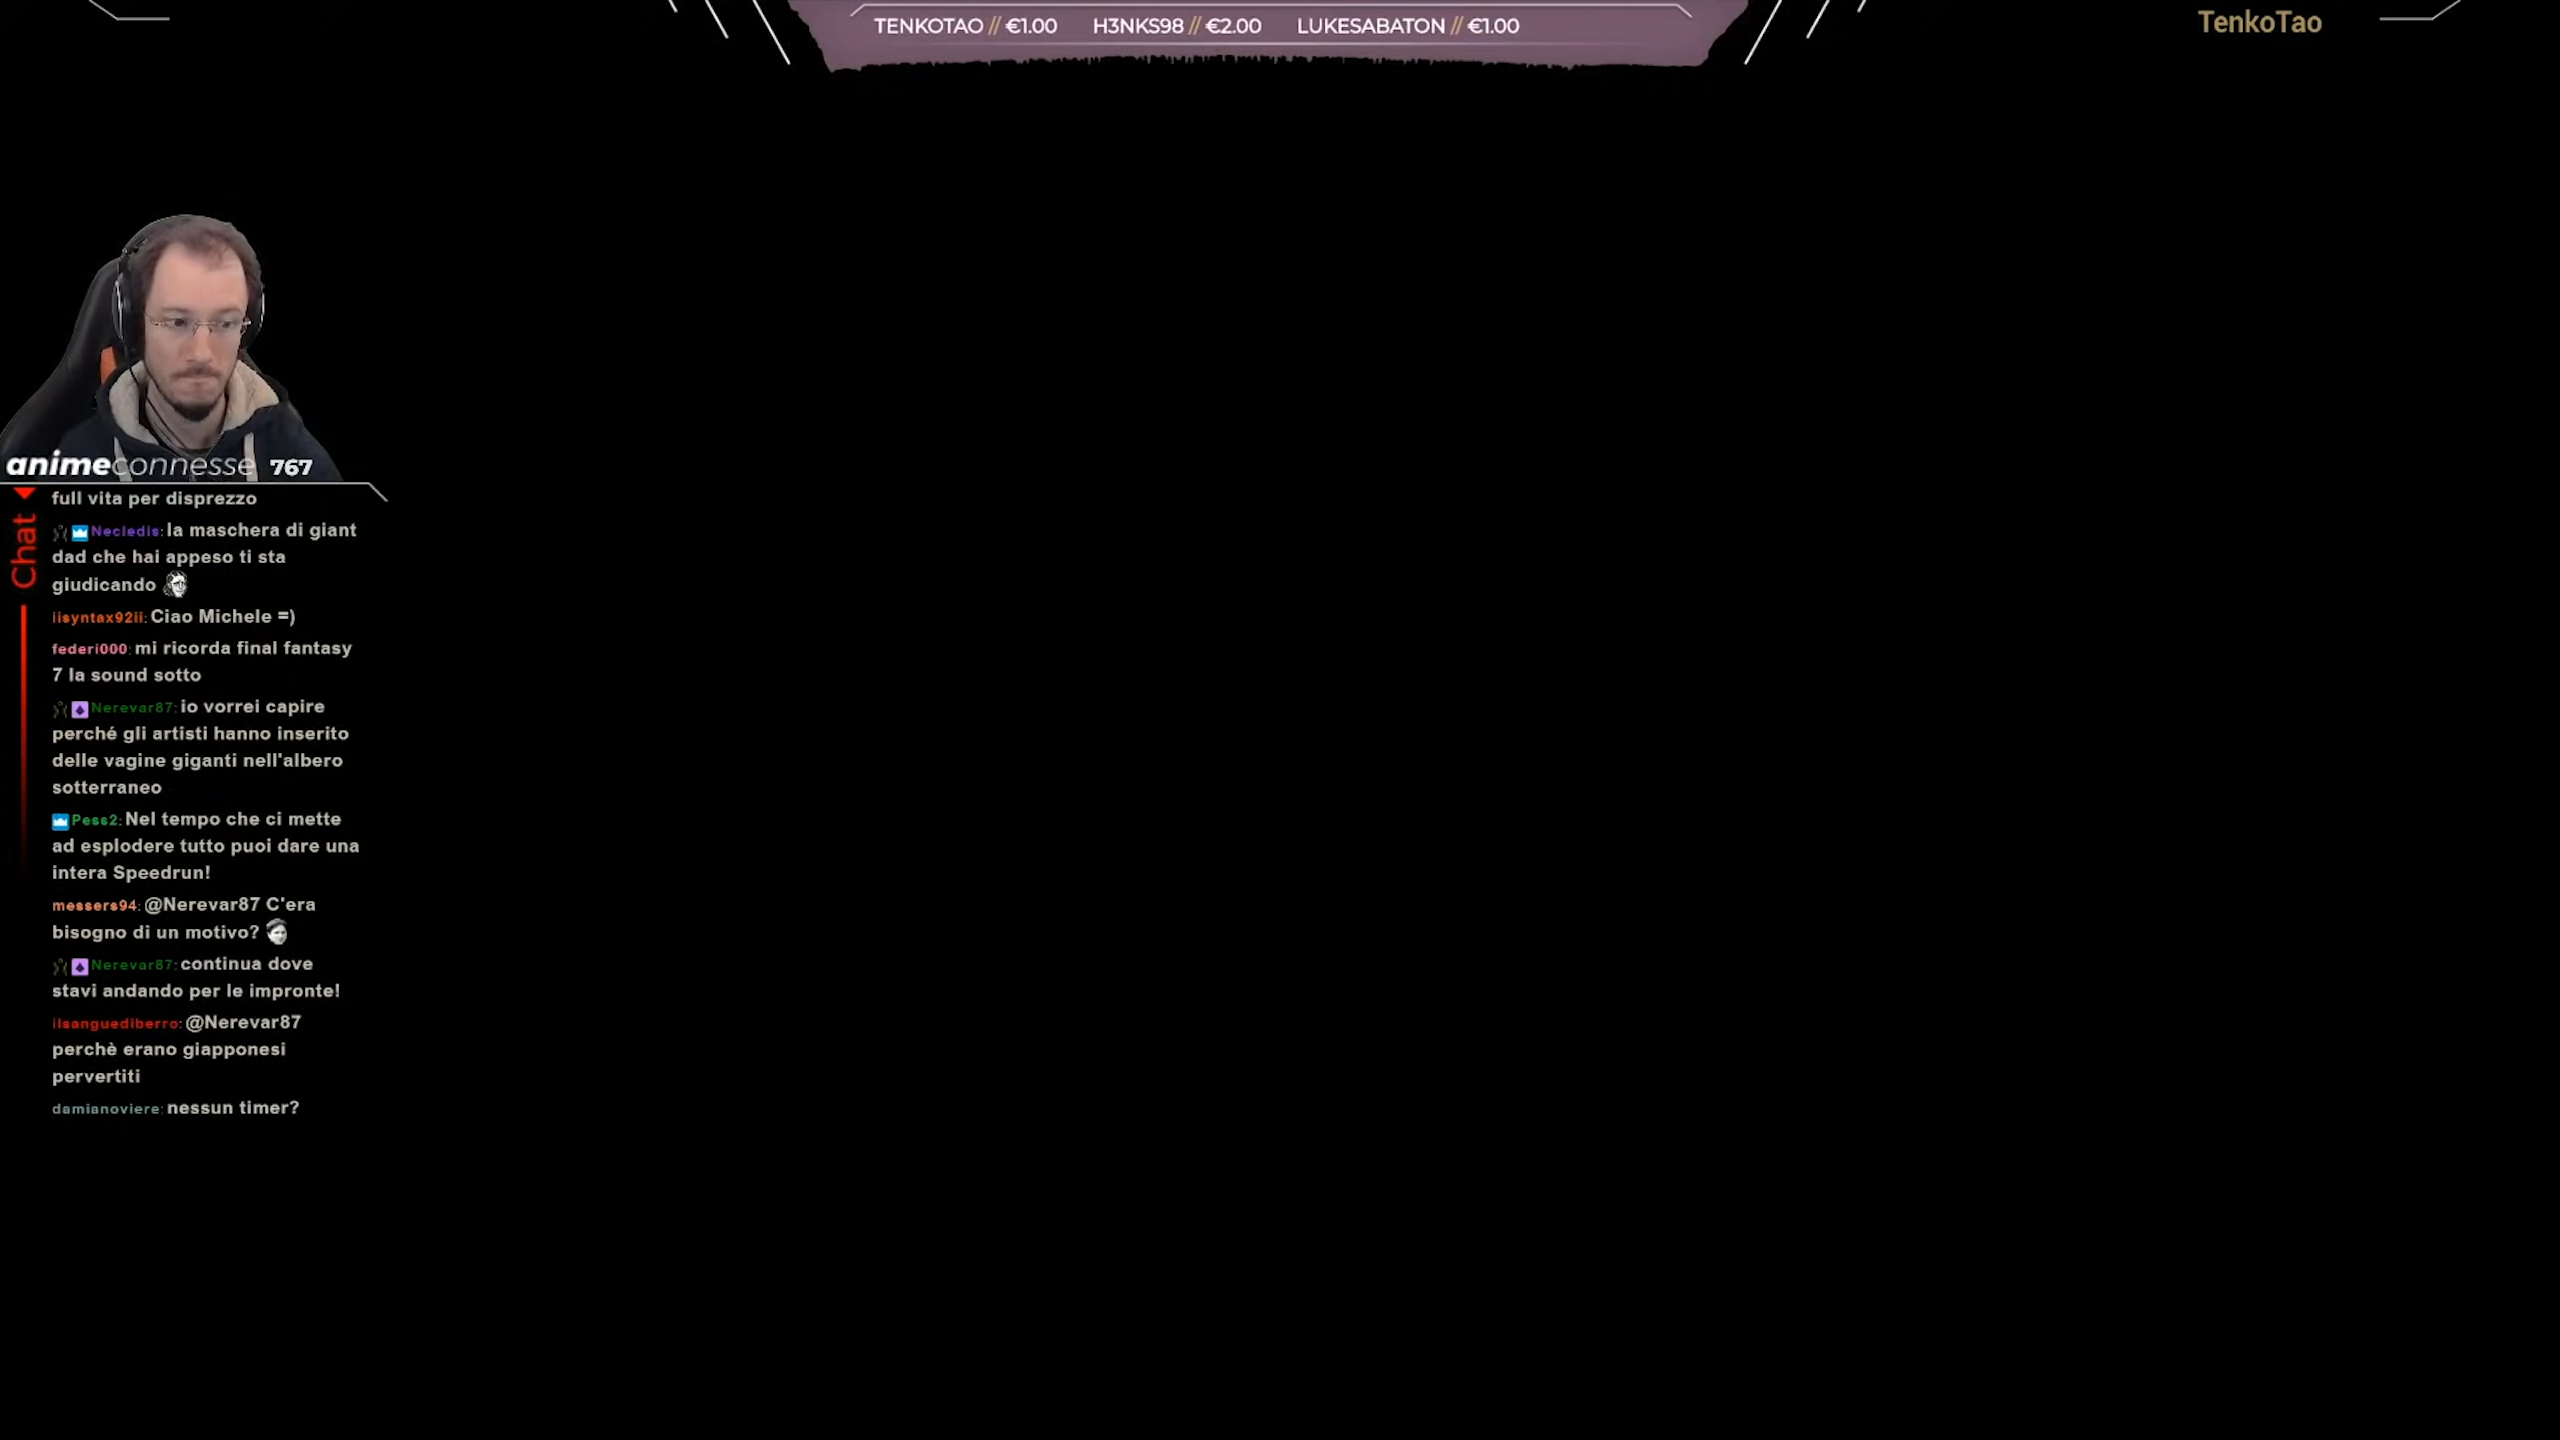 TENKOTAO // €1.00 H3NKS98 // €2.00 LUKESABATON // €1.00
TenkoTao
animeconnesse 767
Chat
full vita per disprezzo
Necledis: la maschera di giant
dad che hai appeso ti sta
giudicando
iisyntax92ii: Ciao Michele =)
federi000: mi ricorda final fantasy
7 la sound sotto
Nerevar87: io vorrei capire
perché gli artisti hanno inserito
delle vagine giganti nell'albero
sotterraneo
Pess2: Nel tempo che ci mette
ad esplodere tutto puoi dare una
intera Speedrun!
messers94: @Nerevar87 C'era
bisogno di un motivo?
Nerevar87: continua dove
stavi andando per le impronte!
ilsanguediberro: @Nerevar87
perchè erano giapponesi
pervertiti
damianoviere: nessun timer?